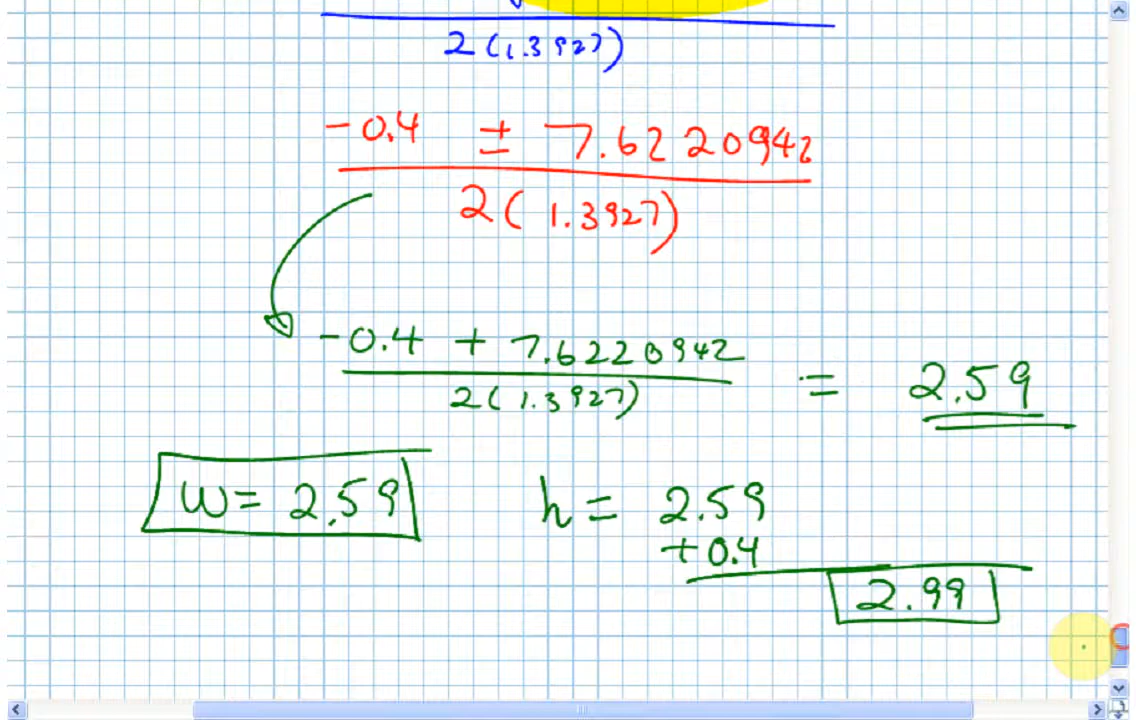 2(1.3927)
-0.4 ± 7.6220942
2(1.3927)
-0.4 + 7.6220942
2(1.3927)
= 2.59
w= 2.59
h= 2.59
+0.4
2.99